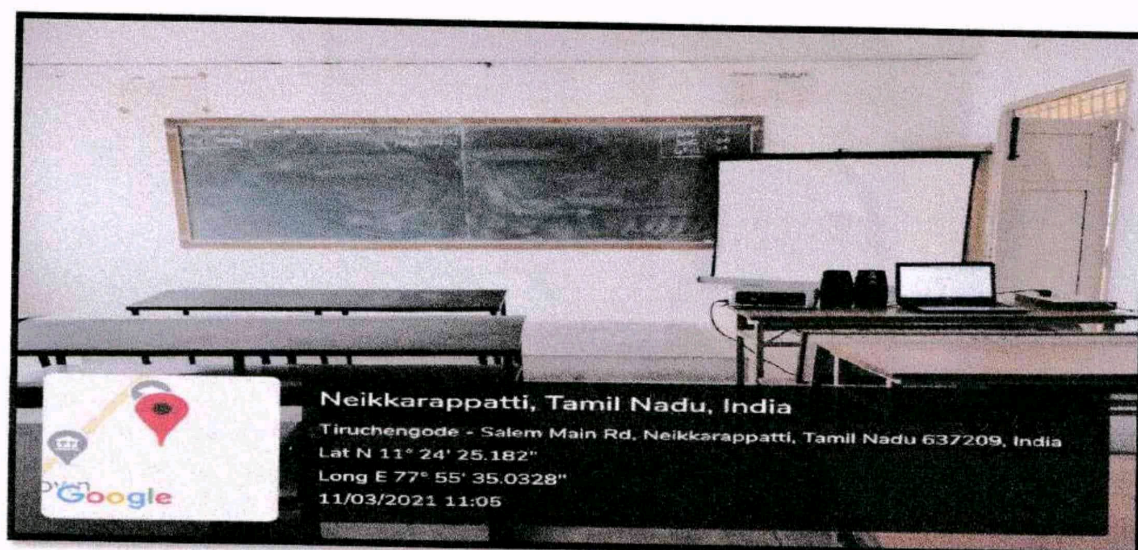 Neikkarappatti, Tamil Nadu, India
Tiruchengode - Salem Main Rd, Neikkarappatti, Tamil Nadu 637209, India
Lat N 11° 24' 25.182"
Long E 77° 55' 35.0328"
11/03/2021 11:05
Google